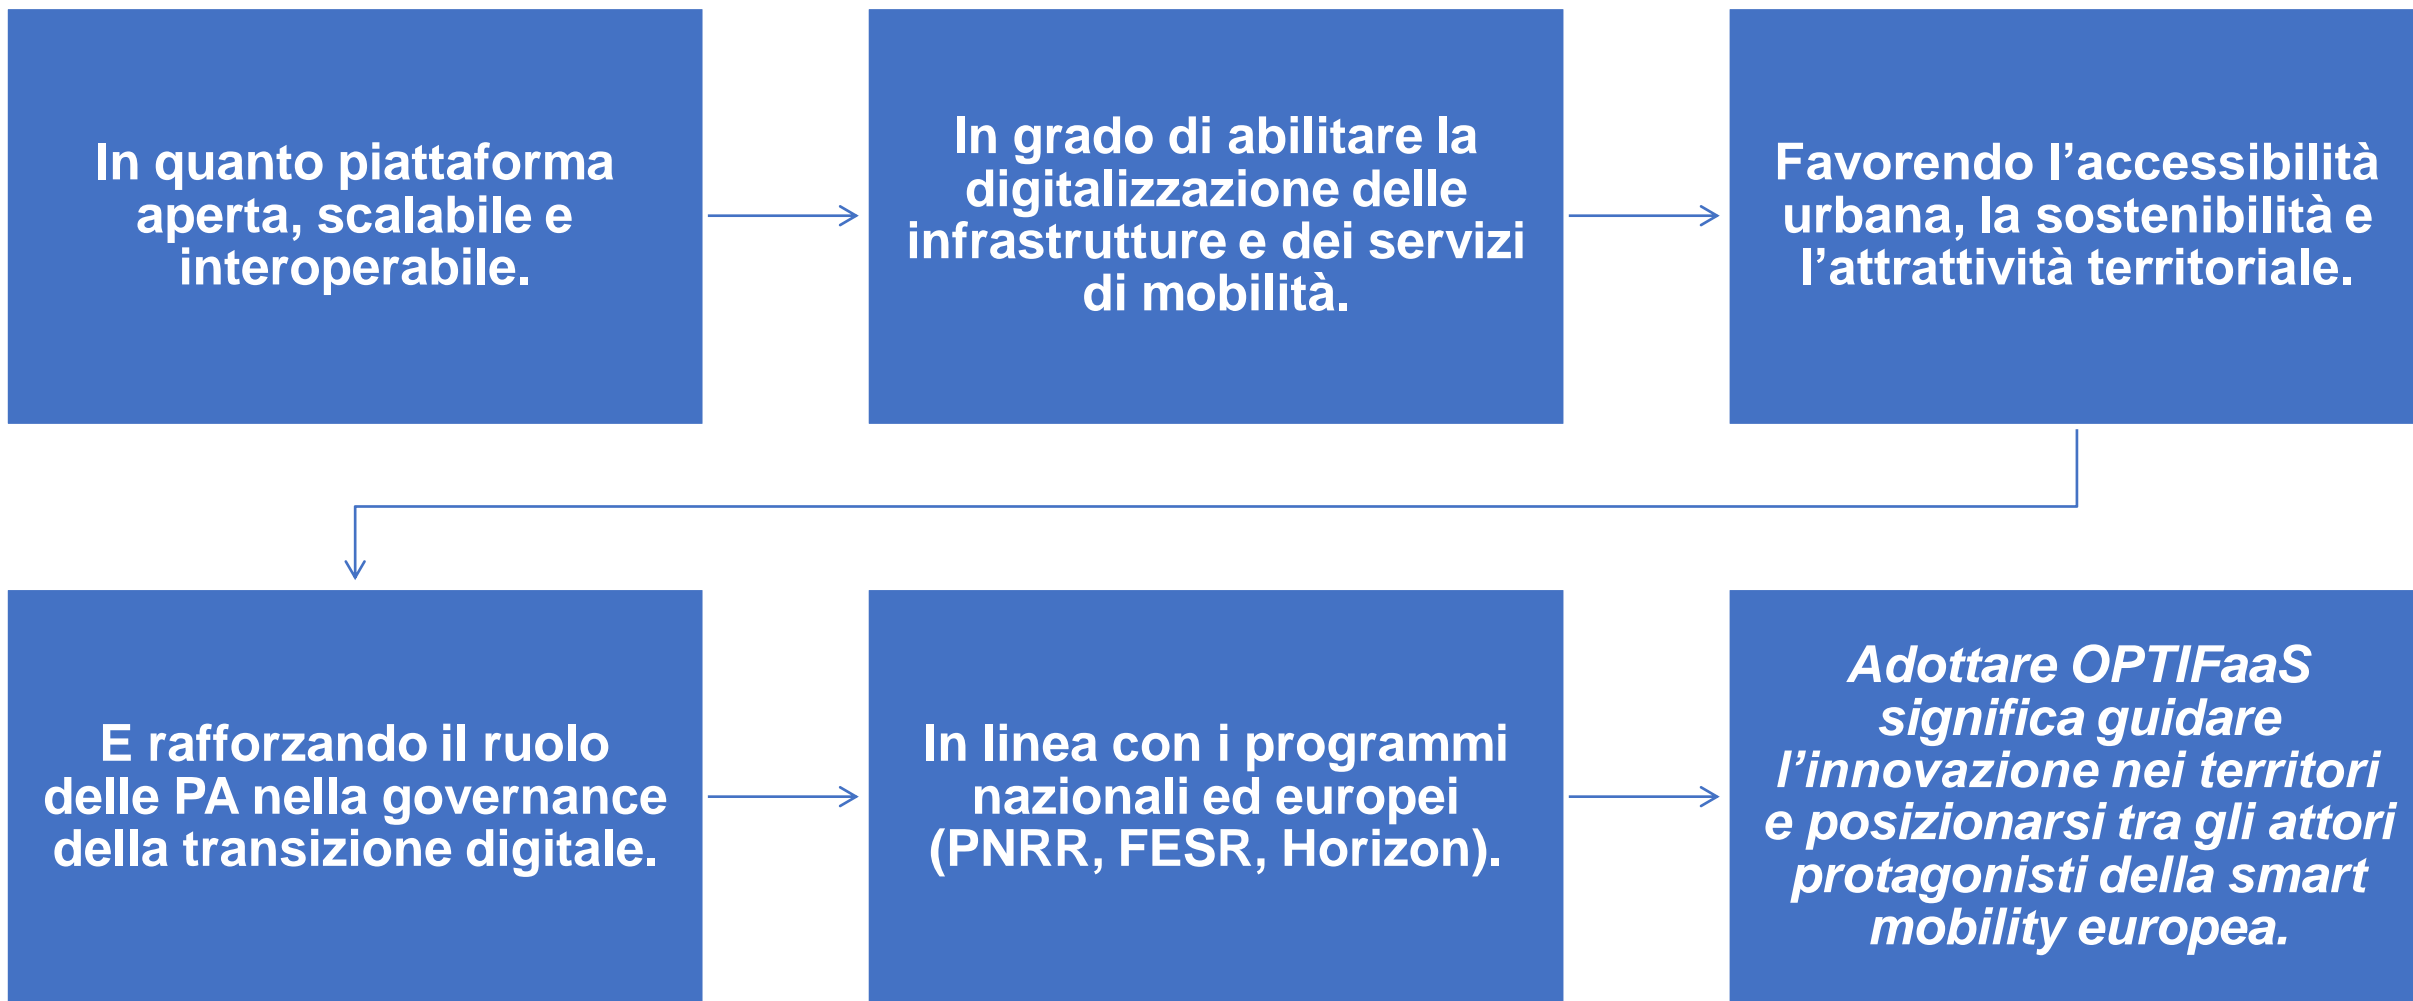 In quanto piattaforma
aperta, scalabile e
interoperabile.
In grado di abilitare la
digitalizzazione delle
infrastrutture e dei servizi
di mobilità.
Favorendo l’accessibilità
urbana, la sostenibilità e
l’attrattività territoriale.
E rafforzando il ruolo
delle PA nella governance
della transizione digitale.
In linea con i programmi
nazionali ed europei
(PNRR, FESR, Horizon).
Adottare OPTIFaaS
significa guidare
l’innovazione nei territori
e posizionarsi tra gli attori
protagonisti della smart
mobility europea.